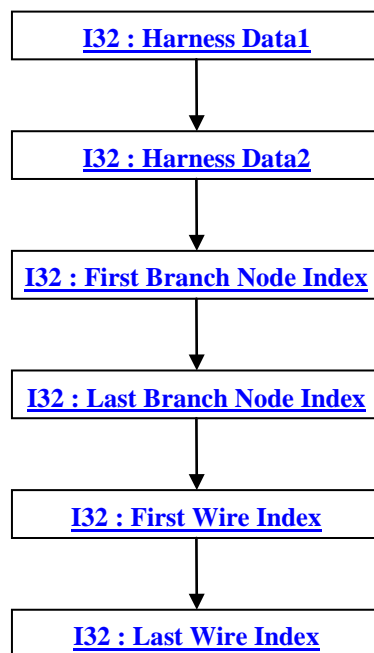 I32 : Harness Data1
I32 : Harness Data2
I32 : First Branch Node Index
I32 : Last Branch Node Index
I32 : First Wire Index
I32 : Last Wire Index